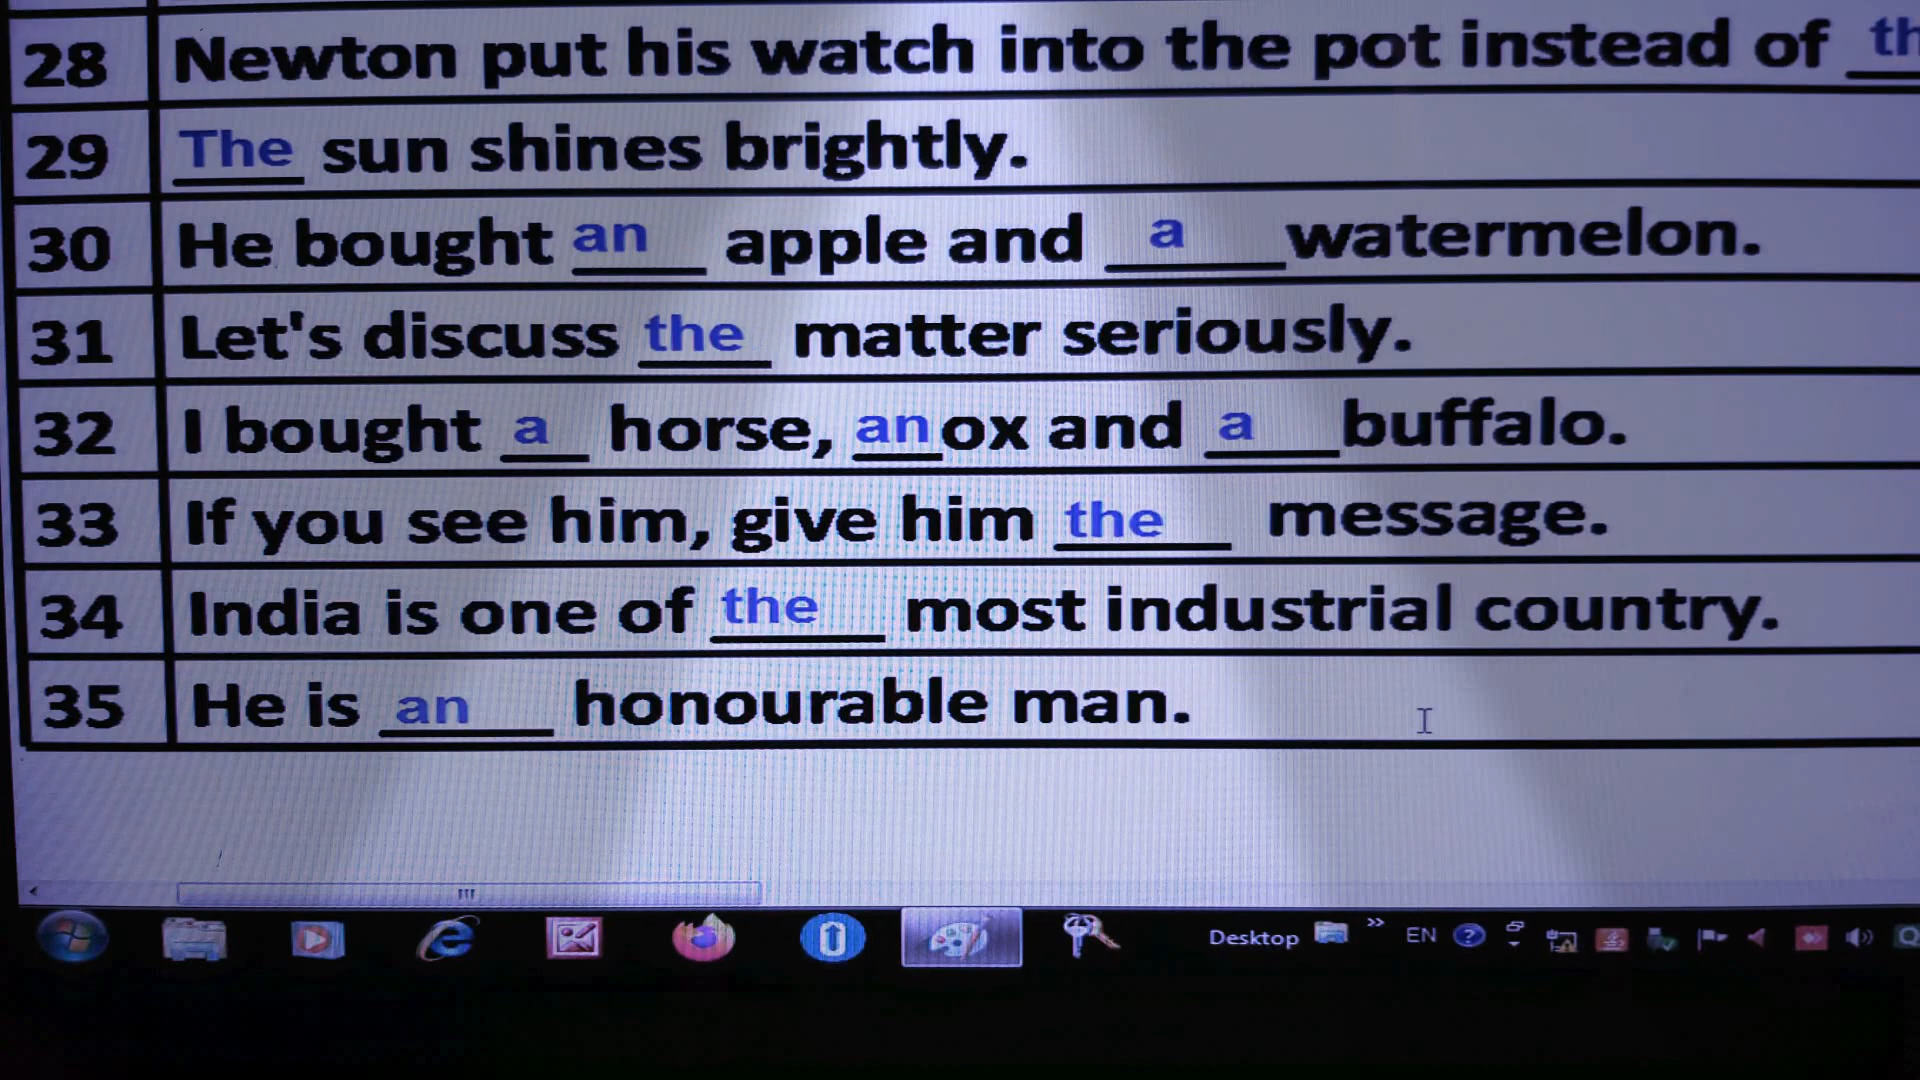 28 Newton put his watch into the pot instead of th
29 The sun shines brightly.
30 He bought an apple and a watermelon.
31 Let's discuss the matter seriously.
32 I bought a horse, an ox and a buffalo.
33 If you see him, give him the message.
34 India is one of the most industrial country.
35 He is an honourable man.
Desktop » EN